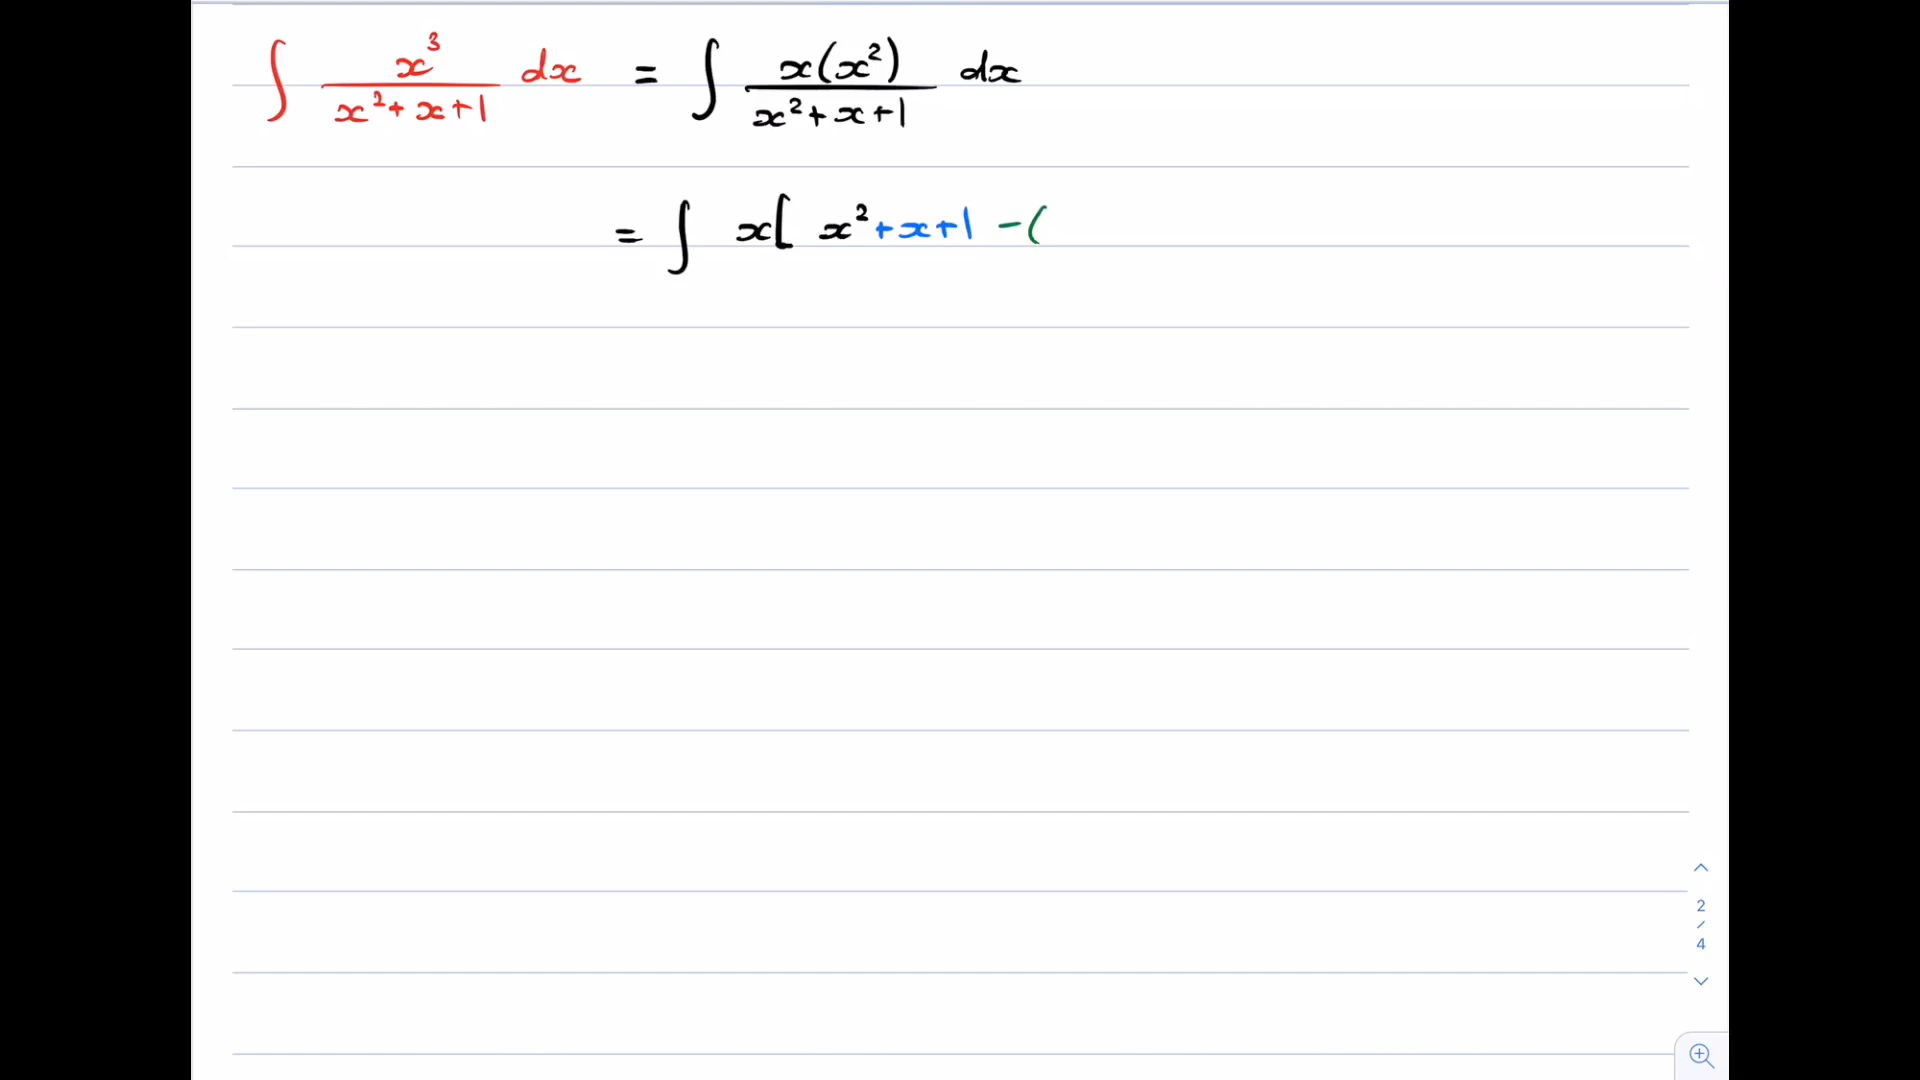 ∫ x³/(x²+x+1) dx = ∫ x(x²)/(x²+x+1) dx
= ∫ x[ x²+x+1 -(
2
/
4